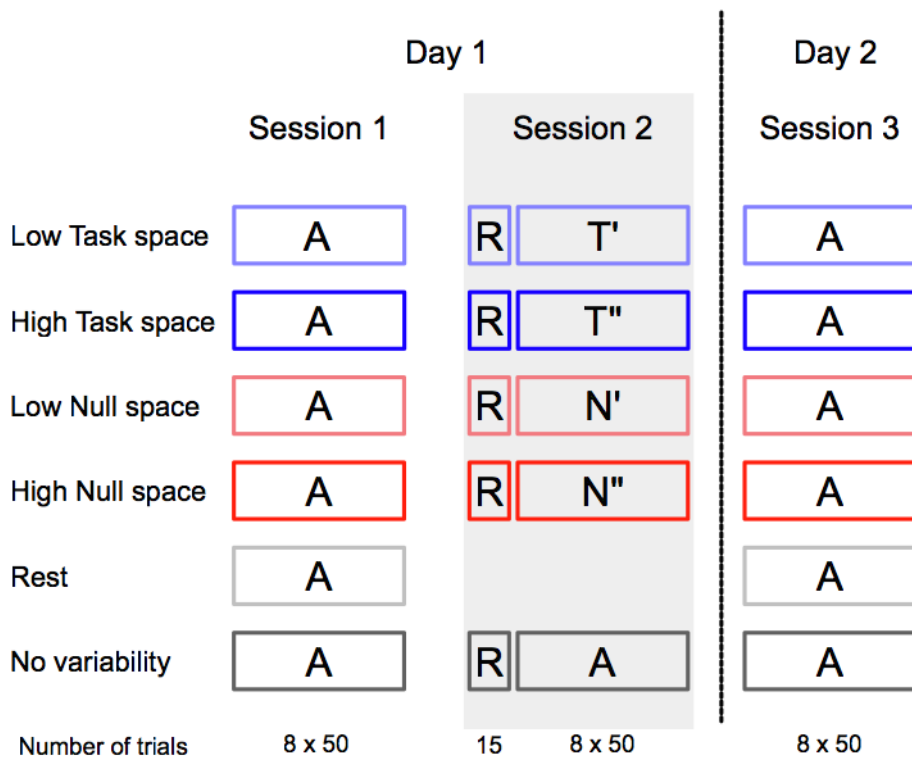 Day 1 Day 2
Session 1 Session 2 Session 3
Low Task space A R T' A
High Task space A R T" A
Low Null space A R N' A
High Null space A R N" A
Rest A A
No variability A R A A
Number of trials 8 x 50 15 8 x 50 8 x 50